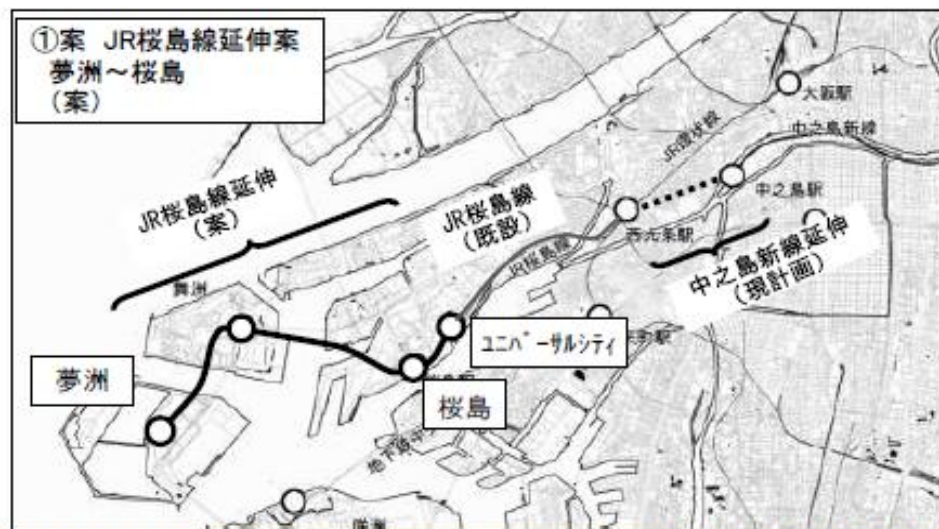 ①案 JR桜島線延伸案
夢洲～桜島
(案)
大阪駅
JR環状線
中之島新線
中之島駅
JR桜島線延伸
(案)
JR桜島線
(既設)
JR桜島線
西九条駅
中之島新線延伸
(現計画)
舞洲
ユニバーサルシティ
夢洲
桜島